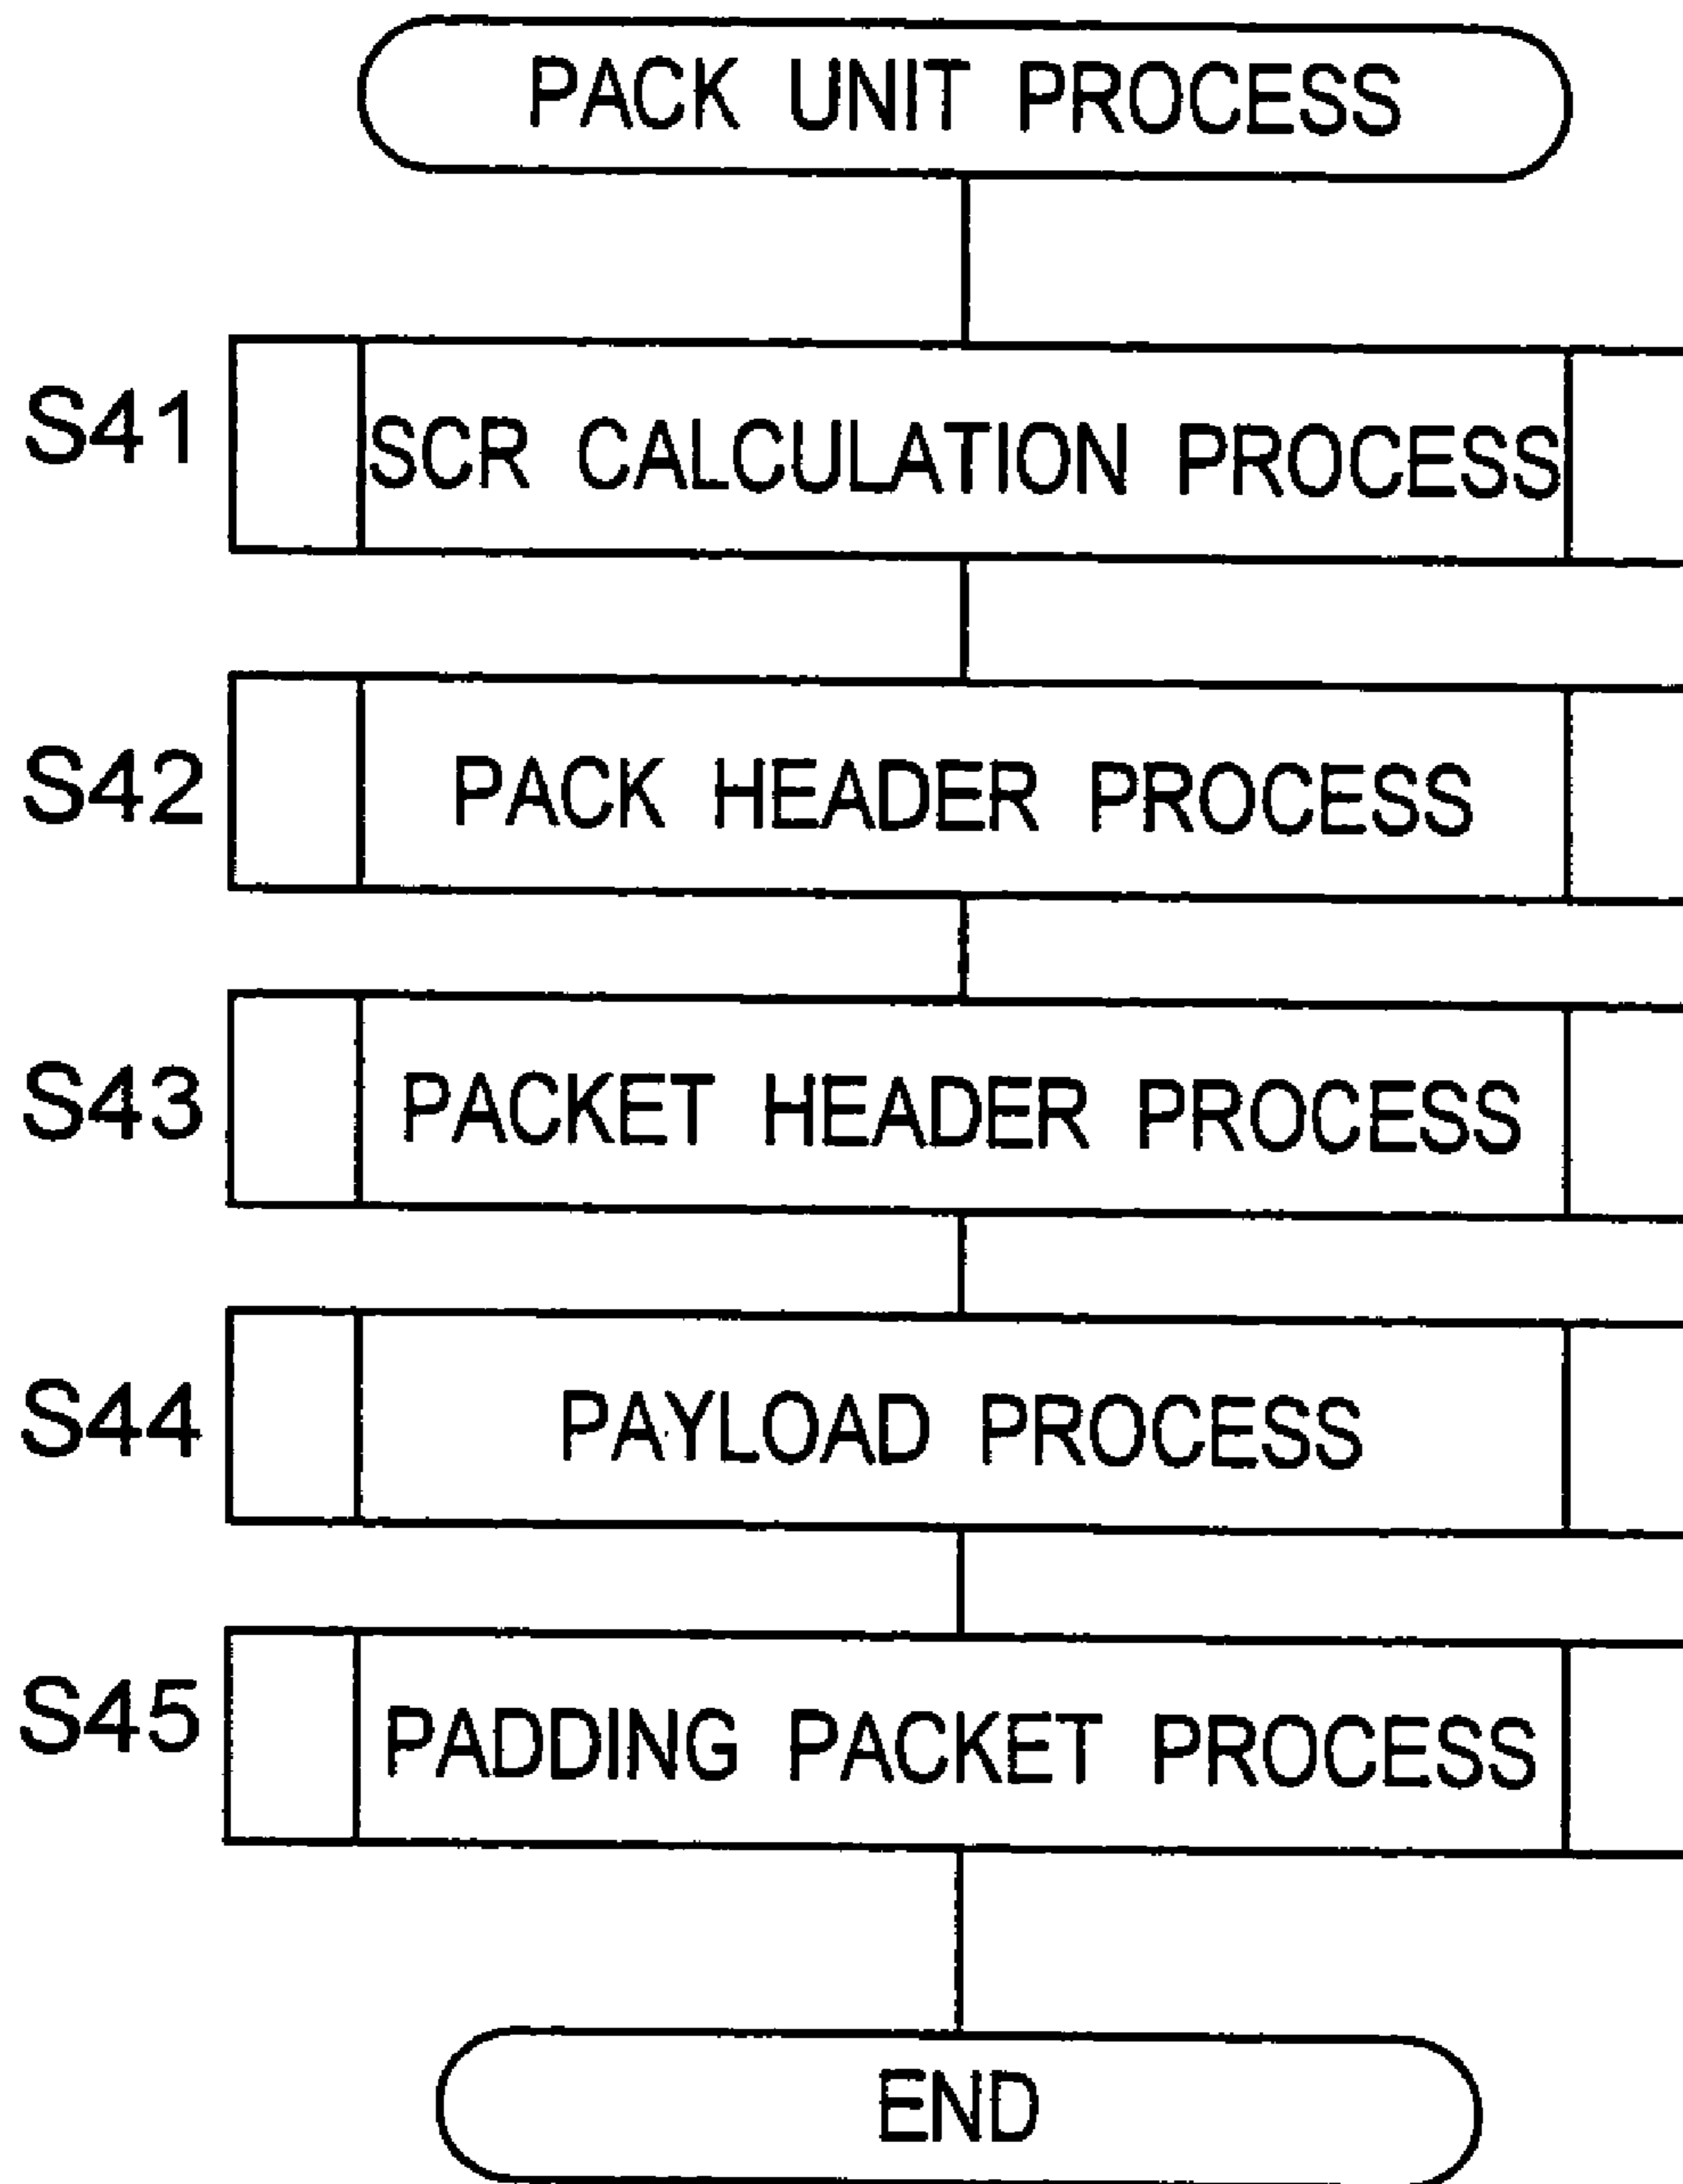 PACK UNIT PROCESS
S41
SCR CALCULATION PROCESS
S42
PACK HEADER PROCESS
S43
PACKET HEADER PROCESS
S44
PAYLOAD PROCESS
S45
PADDING PACKET PROCESS
END